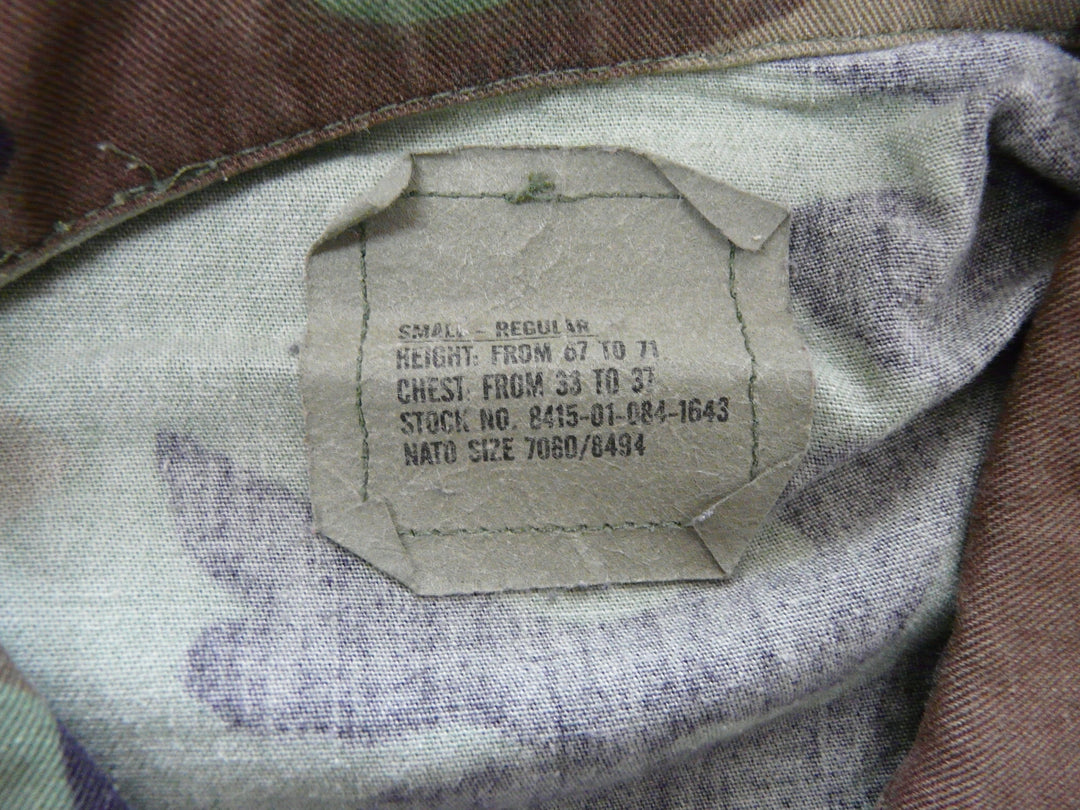 SMALL - REGULAR
HEIGHT: FROM 67 TO 71
CHEST: FROM 33 TO 37
STOCK NO. 8415-01-084-1643
NATO SIZE 7080/8494